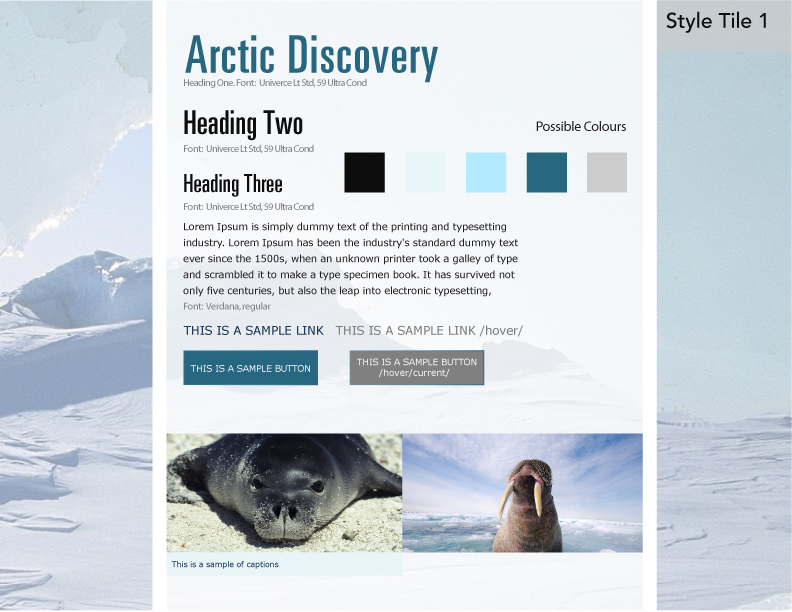 Style Tile 1
Arctic Discovery
Heading One. Font: Univerce Lt Std, 59 Ultra Cond
Heading Two
Font: Univerce Lt Std, 59 Ultra Cond
Possible Colours
Heading Three
Font: Univerce Lt Std, 59 Ultra Cond
Lorem Ipsum is simply dummy text of the printing and typesetting
industry. Lorem Ipsum has been the industry's standard dummy text
ever since the 1500s, when an unknown printer took a galley of type
and scrambled it to make a type specimen book. It has survived not
only five centuries, but also the leap into electronic typesetting,
Font: Verdana, regular
THIS IS A SAMPLE LINK THIS IS A SAMPLE LINK /hover/
THIS IS A SAMPLE BUTTON
THIS IS A SAMPLE BUTTON
/hover/current/
This is a sample of captions